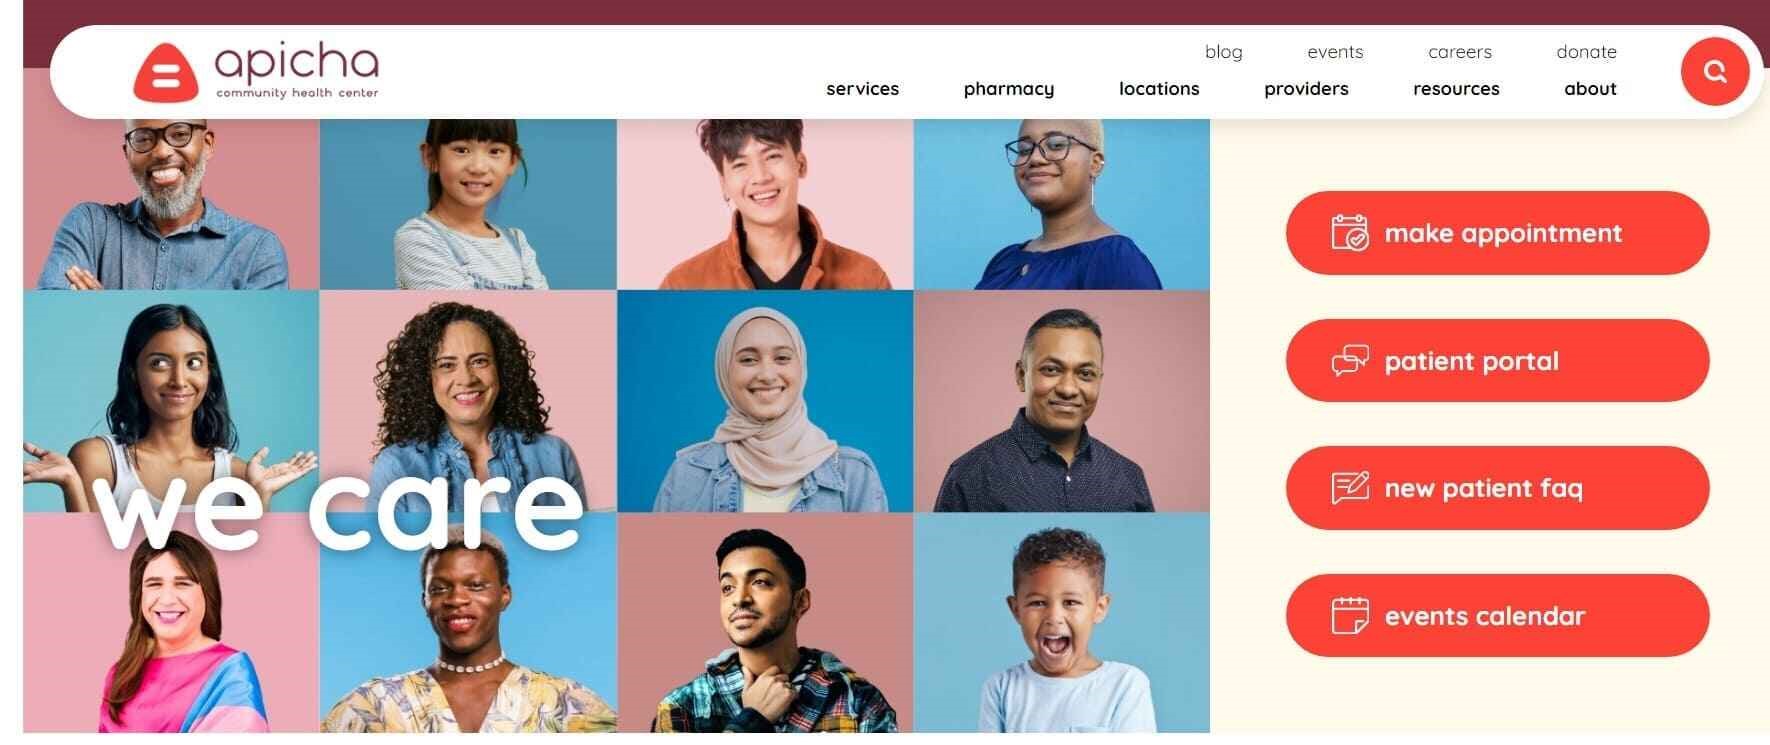 apicha
community health center
blog events careers donate
services pharmacy locations providers resources about
we care
make appointment
patient portal
new patient faq
events calendar